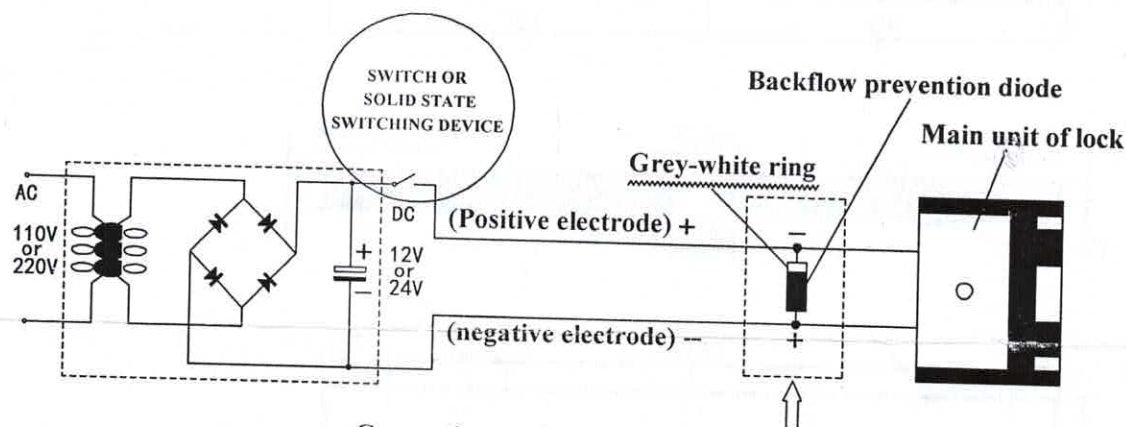 SWITCH OR
SOLID STATE
SWITCHING DEVICE
Backflow prevention diode
Main unit of lock
Grey-white ring
AC
DC
(Positive electrode) +
−
110V
or
220V
+
12V
or
24V
−
(negative electrode) --
+